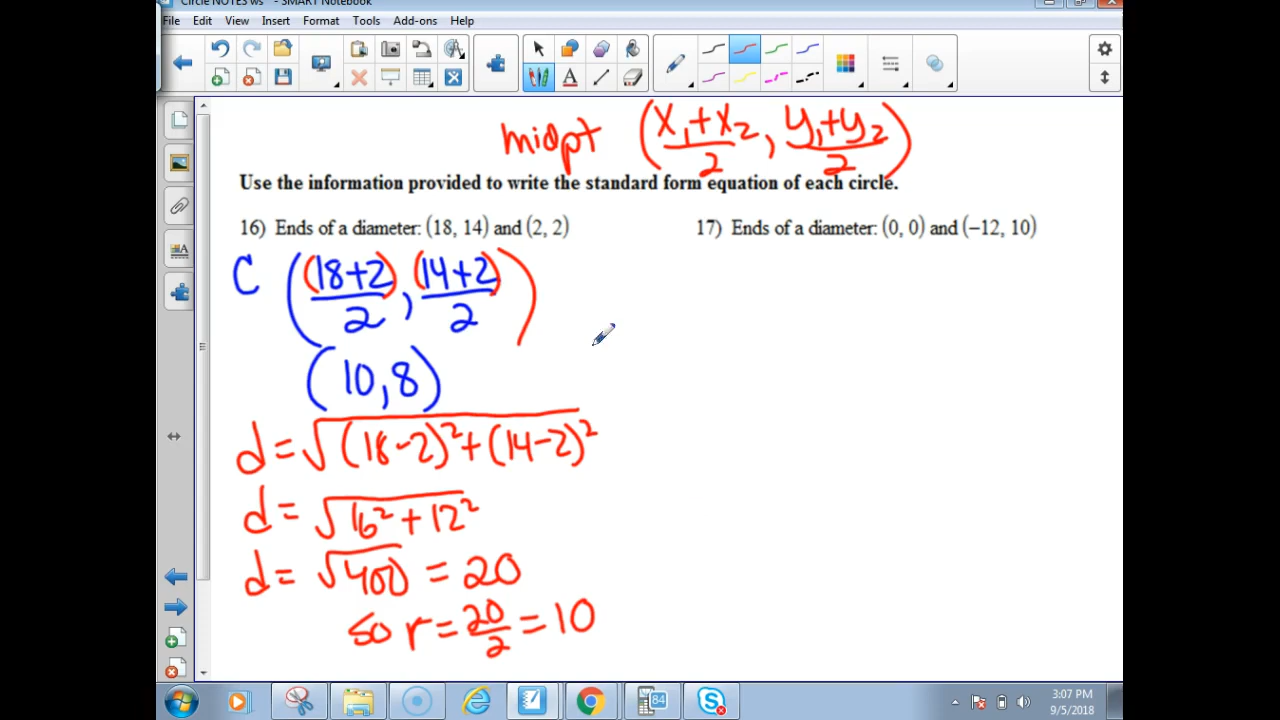 Circle NOTES ws * - SMART Notebook
File Edit View Insert Format Tools Add-ons Help
midpt (x₁+x₂/2, y₁+y₂/2)
Use the information provided to write the standard form equation of each circle.
16) Ends of a diameter: (18, 14) and (2, 2)
17) Ends of a diameter: (0, 0) and (−12, 10)
C ((18+2)/2, (14+2)/2)
(10,8)
d = √(18-2)²+(14-2)²
d = √16²+12²
d = √400 = 20
so r = 20/2 = 10
84
3:07 PM
9/5/2018